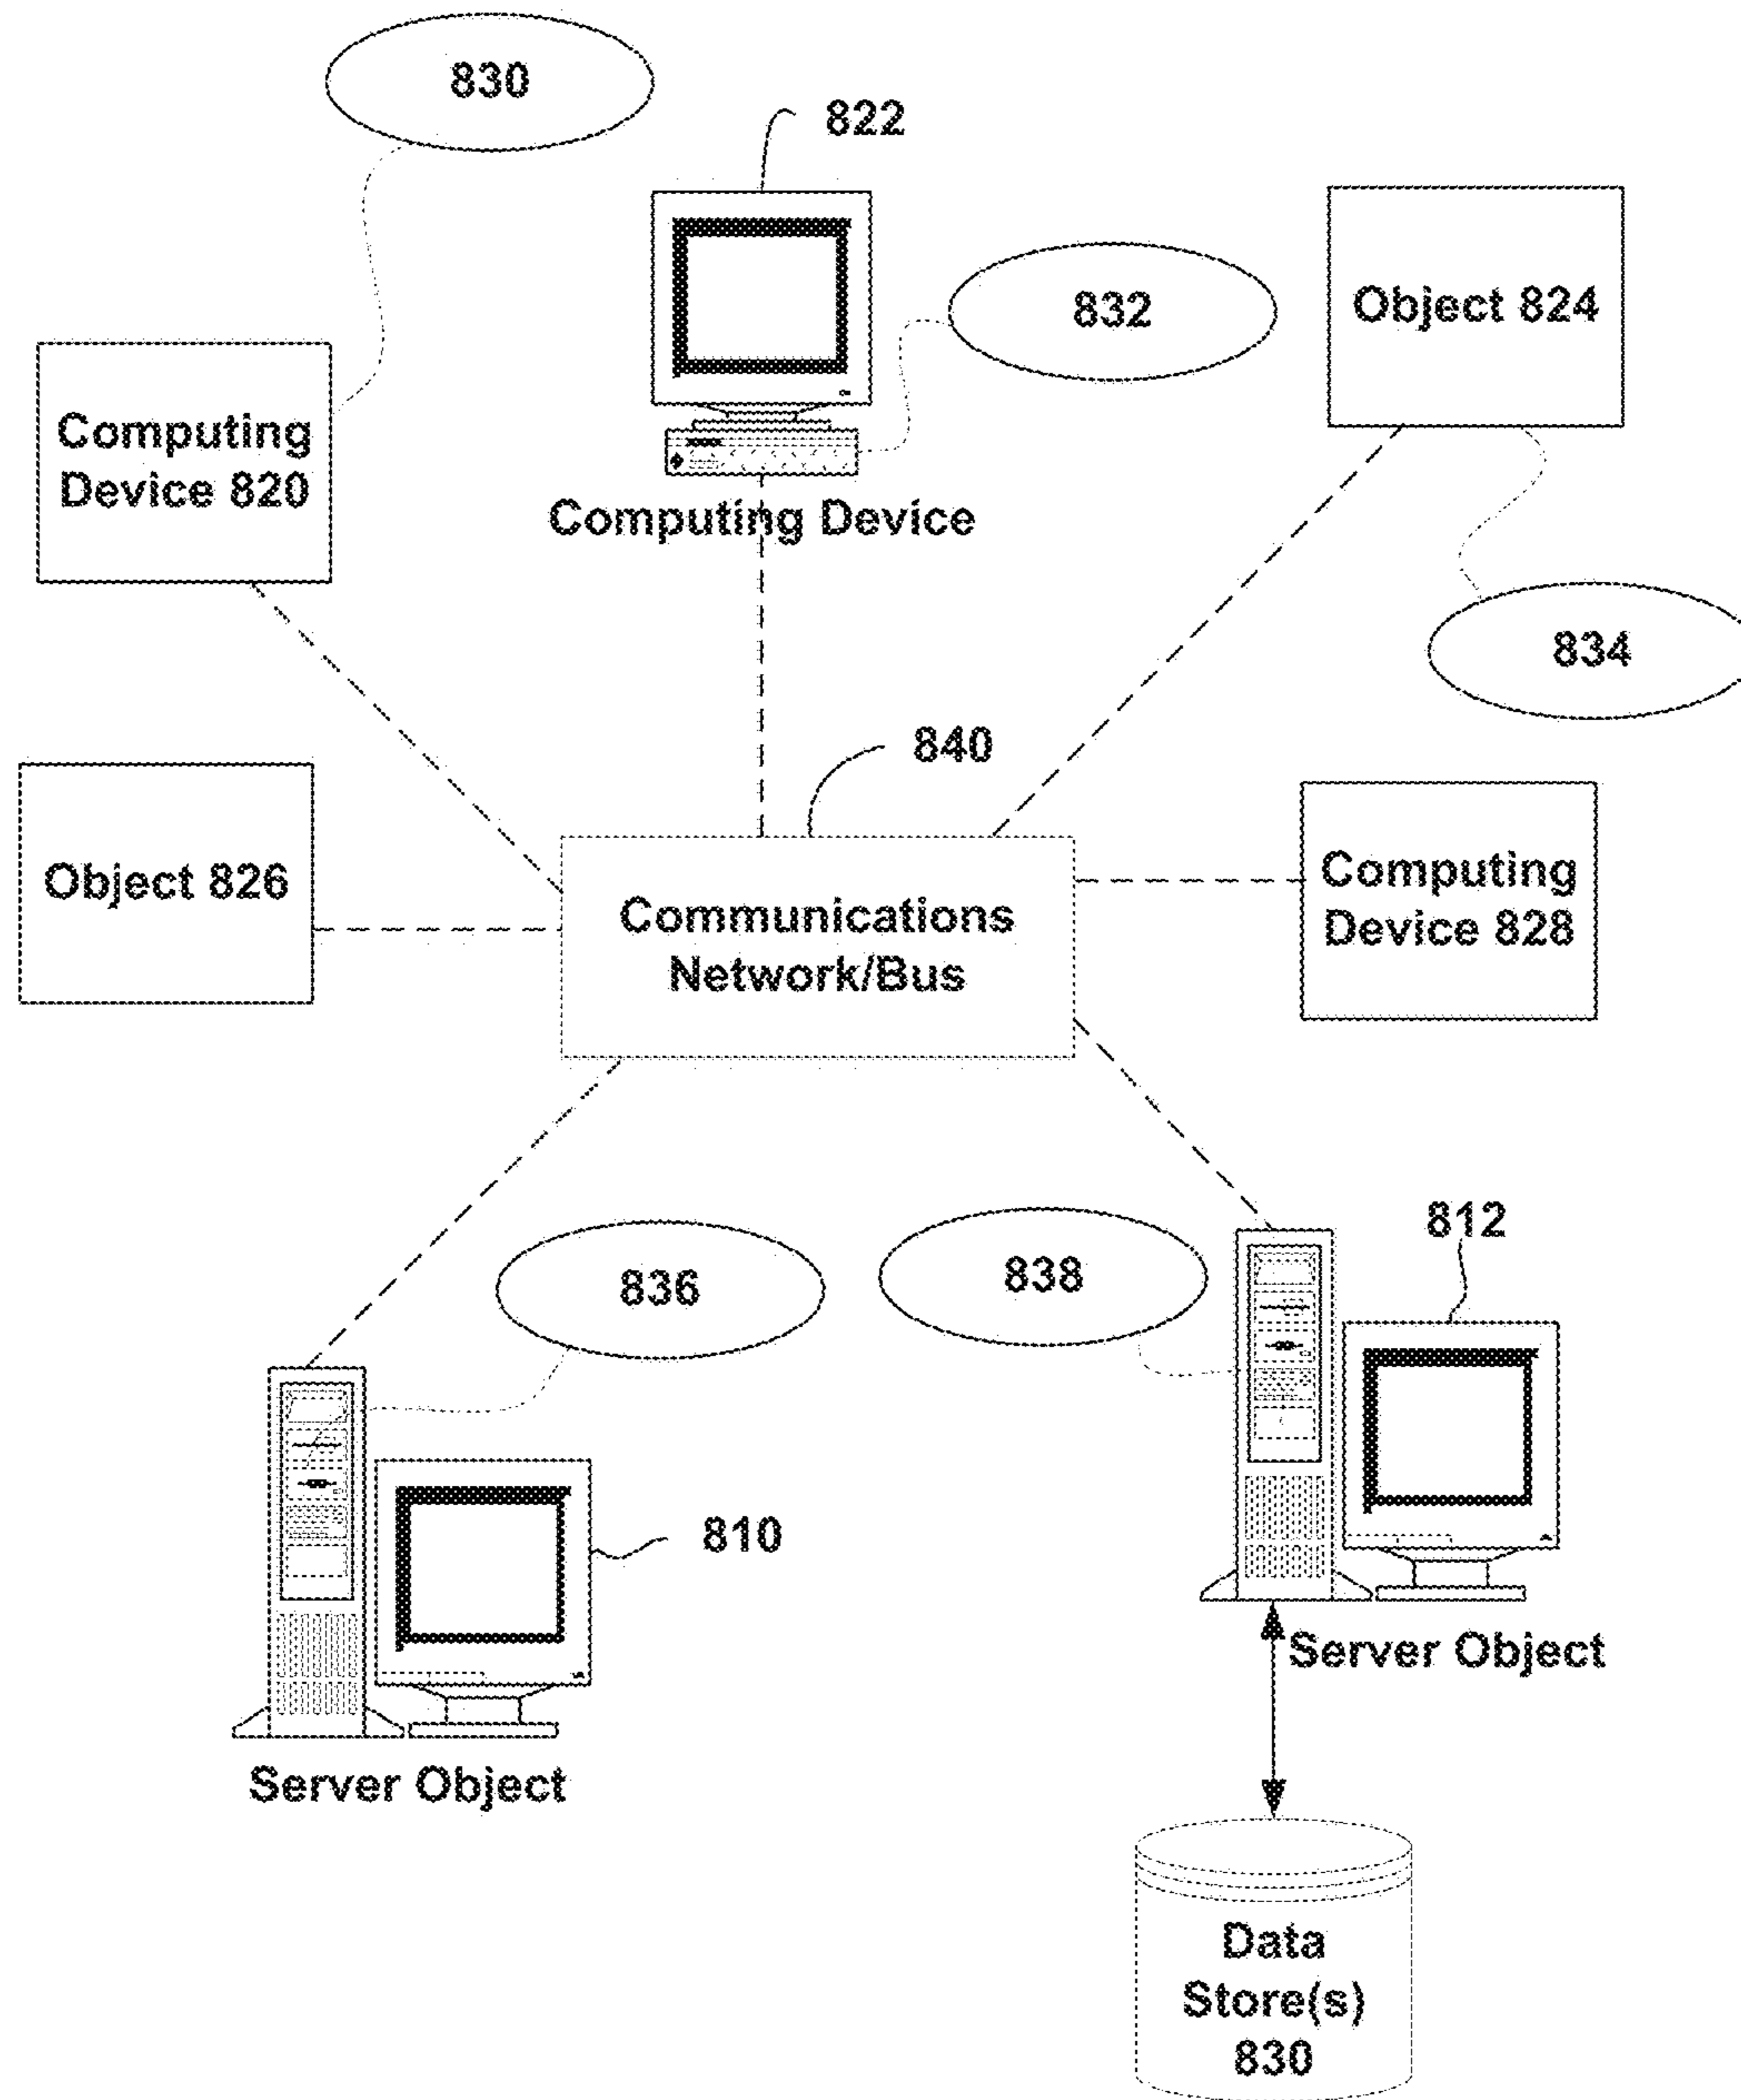 830
822
832
Object 824
Computing
Device 820
Computing Device
834
840
Object 826
Communications
Network/Bus
Computing
Device 828
836
838
812
810
Server Object
Server Object
Data
Store(s)
830